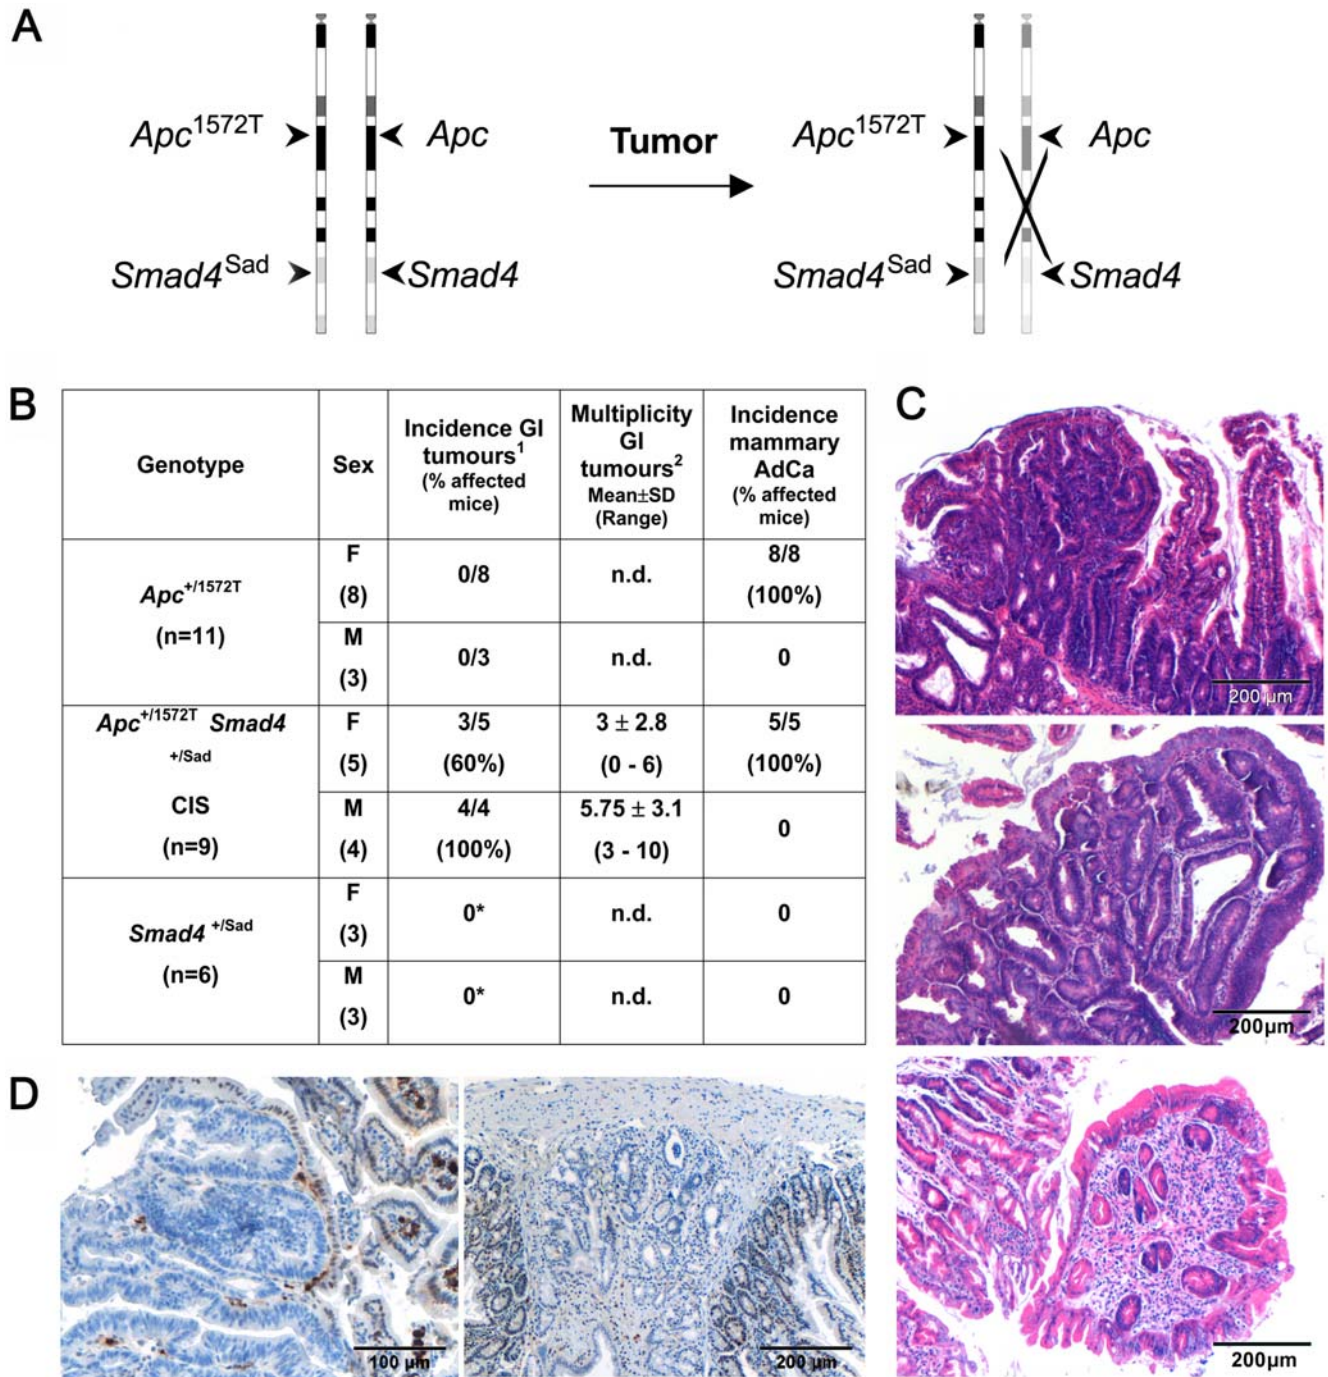 A
Apc1572T
Apc
Tumor
Apc1572T
Apc
Smad4Sad
Smad4
Smad4Sad
Smad4
B
Genotype
Sex
Incidence GI
tumours1
(% affected
mice)
Multiplicity
GI
tumours2
Mean±SD
(Range)
Incidence
mammary
AdCa
(% affected
mice)
Apc+/1572T
(n=11)
F
(8)
0/8
n.d.
8/8
(100%)
M
(3)
0/3
n.d.
0
Apc+/1572T Smad4
+/Sad
CIS
(n=9)
F
(5)
3/5
(60%)
3 ± 2.8
(0 - 6)
5/5
(100%)
M
(4)
4/4
(100%)
5.75 ± 3.1
(3 - 10)
0
Smad4 +/Sad
(n=6)
F
(3)
0*
n.d.
0
M
(3)
0*
n.d.
0
C
200 µm
200µm
200µm
D
100 µm
200 µm